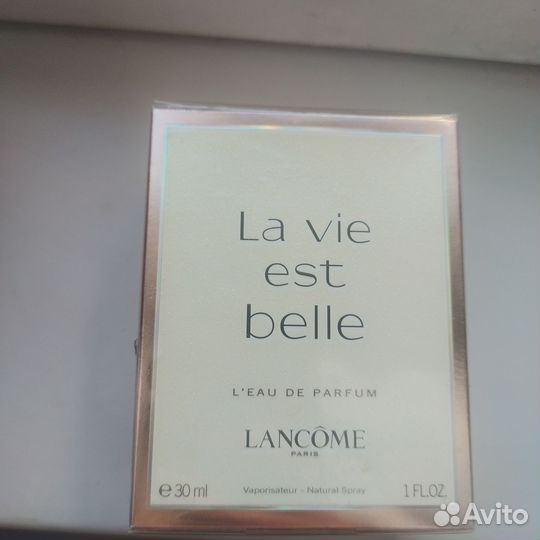 La vie
est
belle
L'EAU DE PARFUM
LANCÔME
PARIS
℮ 30 ml Vaporisateur - Natural Spray 1 FL.OZ.
Avito